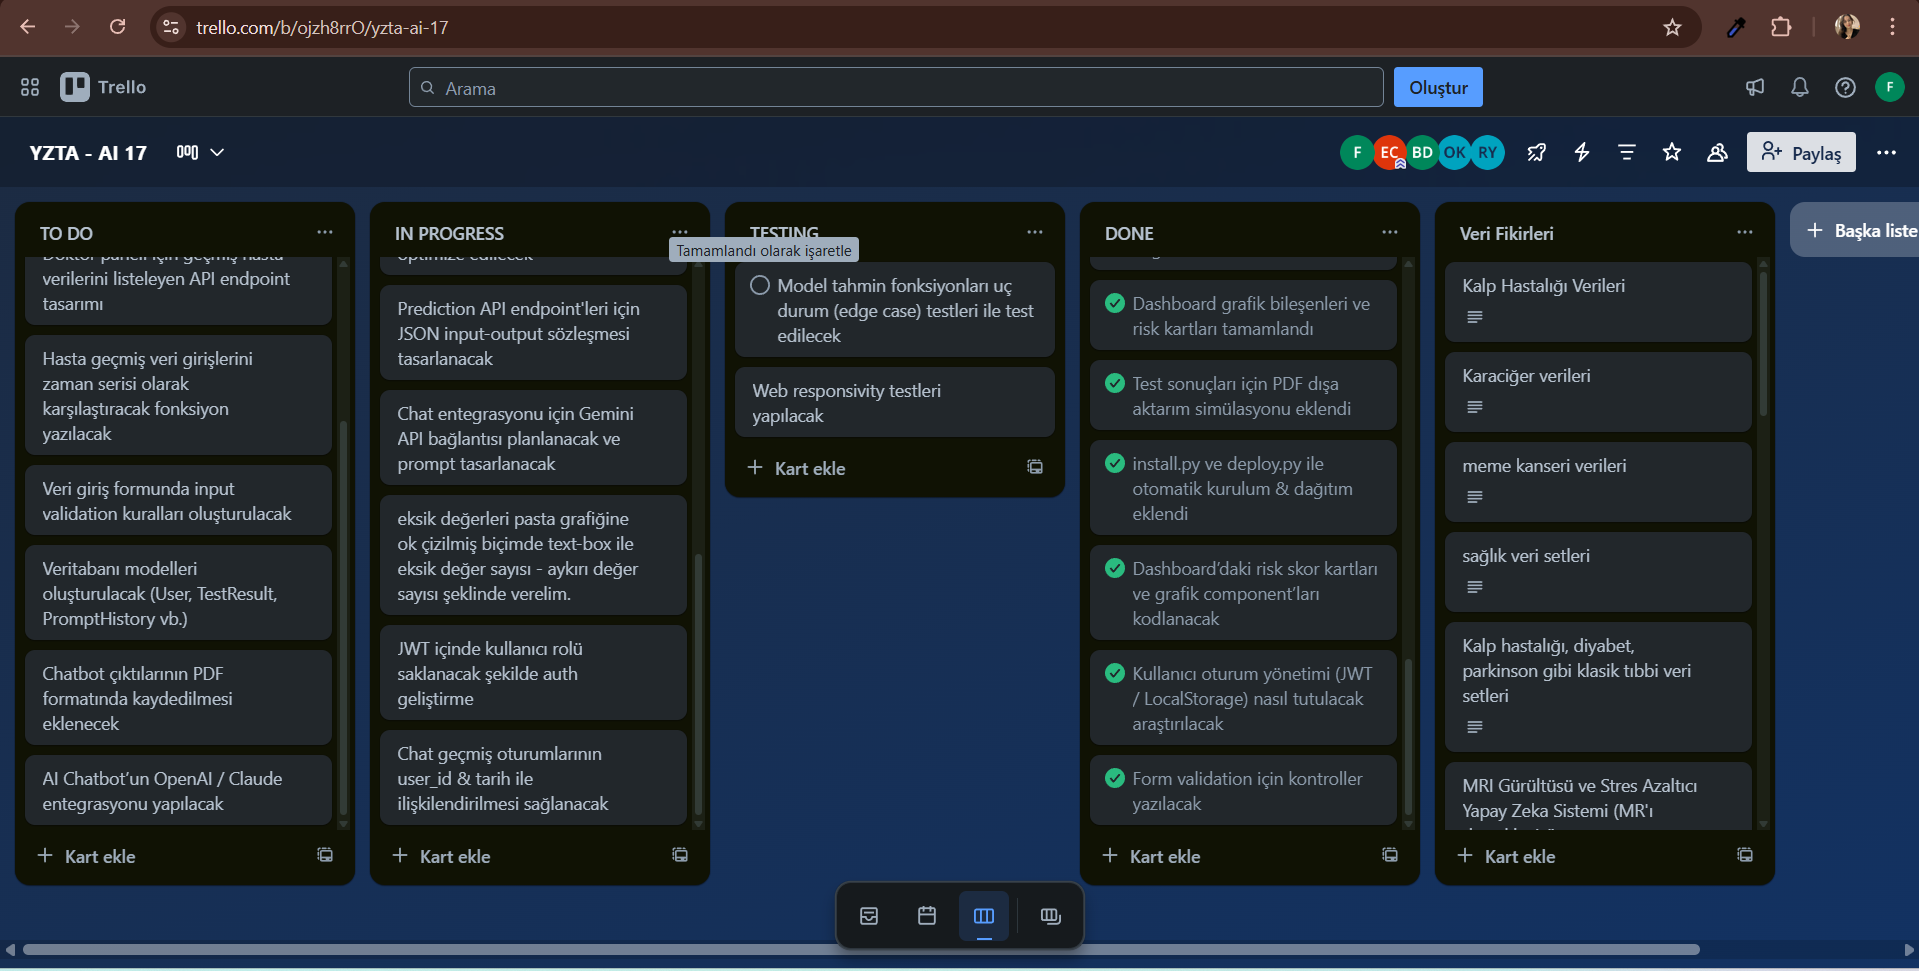 trello.com/b/ojzh8rrO/yzta-ai-17
Trello
Arama
Oluştur
F
YZTA - AI 17
F
EC
BD
OK
RY
Paylaş
TO DO
Doktor paneli için geçmiş hasta
verilerini listeleyen API endpoint
tasarımı
Hasta geçmiş veri girişlerini
zaman serisi olarak
karşılaştıracak fonksiyon
yazılacak
Veri giriş formunda input
validation kuralları oluşturulacak
Veritabanı modelleri
oluşturulacak (User, TestResult,
PromptHistory vb.)
Chatbot çıktılarının PDF
formatında kaydedilmesi
eklenecek
AI Chatbot’un OpenAI / Claude
entegrasyonu yapılacak
Kart ekle
IN PROGRESS
optimize edilecek
Prediction API endpoint'leri için
JSON input-output sözleşmesi
tasarlanacak
Chat entegrasyonu için Gemini
API bağlantısı planlanacak ve
prompt tasarlanacak
eksik değerleri pasta grafiğine
ok çizilmiş biçimde text-box ile
eksik değer sayısı - aykırı değer
sayısı şeklinde verelim.
JWT içinde kullanıcı rolü
saklanacak şekilde auth
geliştirme
Chat geçmiş oturumlarının
user_id & tarih ile
ilişkilendirilmesi sağlanacak
Kart ekle
TESTING
Tamamlandı olarak işaretle
Model tahmin fonksiyonları uç
durum (edge case) testleri ile test
edilecek
Web responsivity testleri
yapılacak
Kart ekle
DONE
Dashboard grafik bileşenleri ve
risk kartları tamamlandı
Test sonuçları için PDF dışa
aktarım simülasyonu eklendi
install.py ve deploy.py ile
otomatik kurulum & dağıtım
eklendi
Dashboard’daki risk skor kartları
ve grafik component’ları
kodlanacak
Kullanıcı oturum yönetimi (JWT
/ LocalStorage) nasıl tutulacak
araştırılacak
Form validation için kontroller
yazılacak
Kart ekle
Veri Fikirleri
Kalp Hastalığı Verileri
Karaciğer verileri
meme kanseri verileri
sağlık veri setleri
Kalp hastalığı, diyabet,
parkinson gibi klasik tıbbi veri
setleri
MRI Gürültüsü ve Stres Azaltıcı
Yapay Zeka Sistemi (MR'ı
Kart ekle
Başka liste